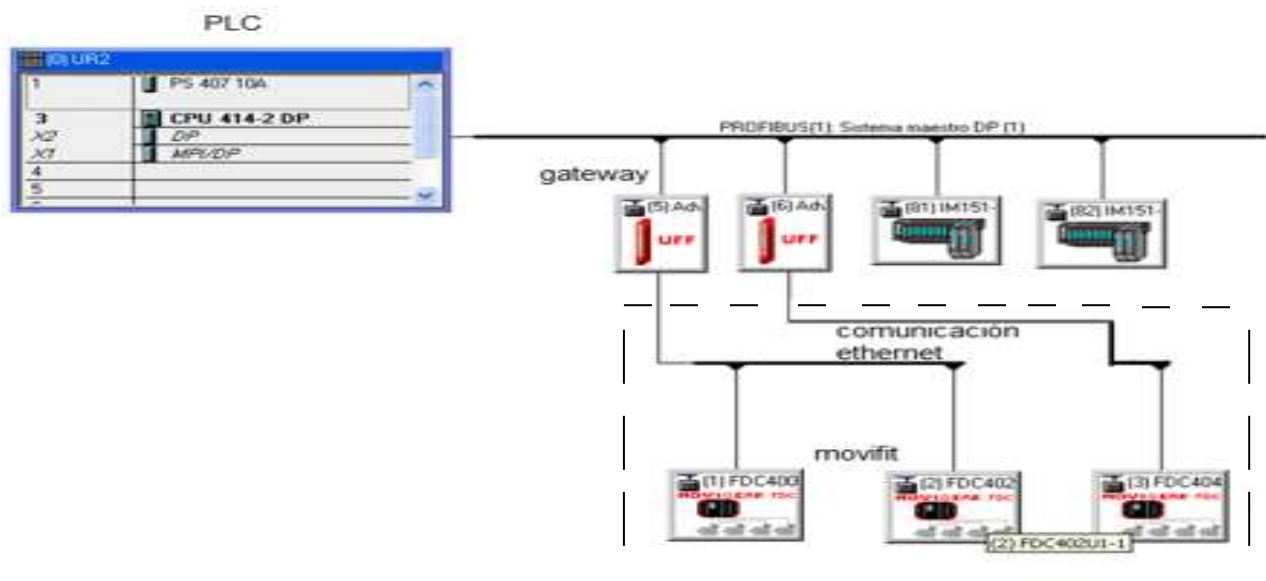 PLC
(0) UR2
1 PS 407 10A
3 CPU 414-2 DP
X2 DP
X1 MPI/DP
4
5
PROFIBUS(1): Sistema maestro DP (1)
gateway
(5) Adv
UFF
(6) Adv
UFF
(81) IM151-
(82) IM151-
comunicación
ethernet
movifit
(1) FDC400
(2) FDC402
(3) FDC404
(2) FDC402U1-1